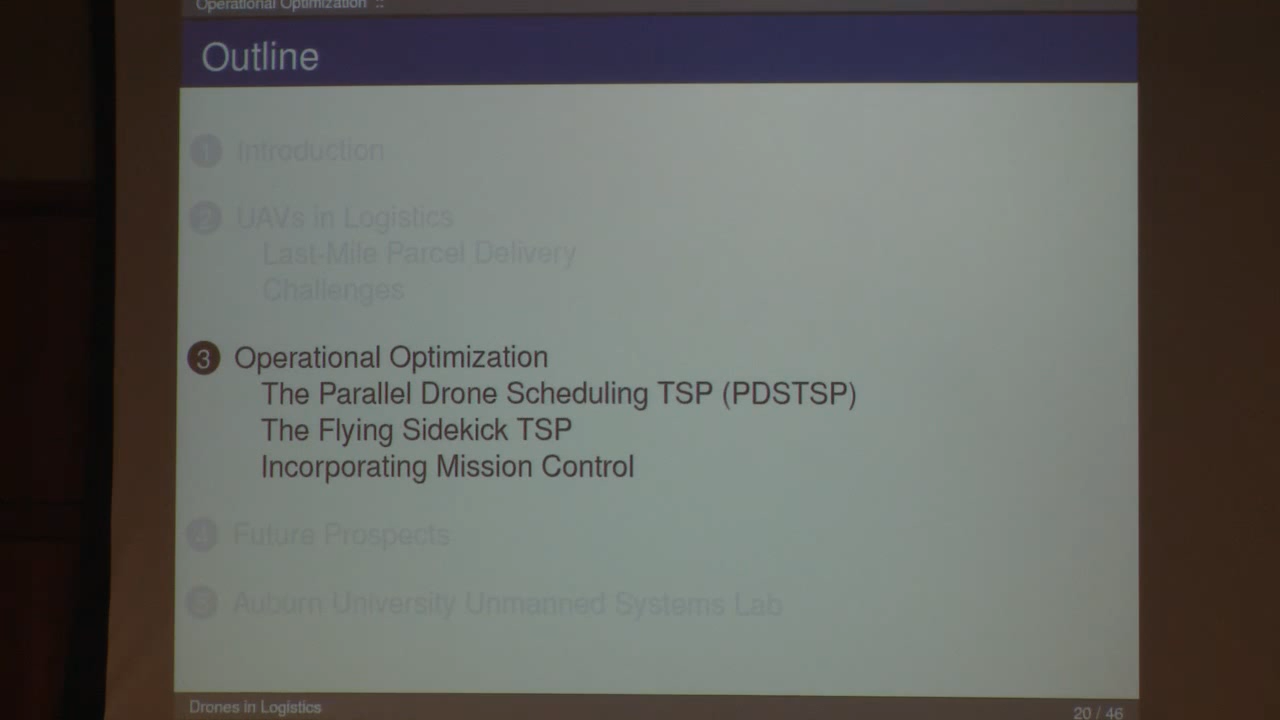 Operational Optimization ::
Outline
1 Introduction
2 UAVs in Logistics
Last-Mile Parcel Delivery
Challenges
3 Operational Optimization
The Parallel Drone Scheduling TSP (PDSTSP)
The Flying Sidekick TSP
Incorporating Mission Control
4 Future Prospects
5 Auburn University Unmanned Systems Lab
Drones in Logistics
20 / 46